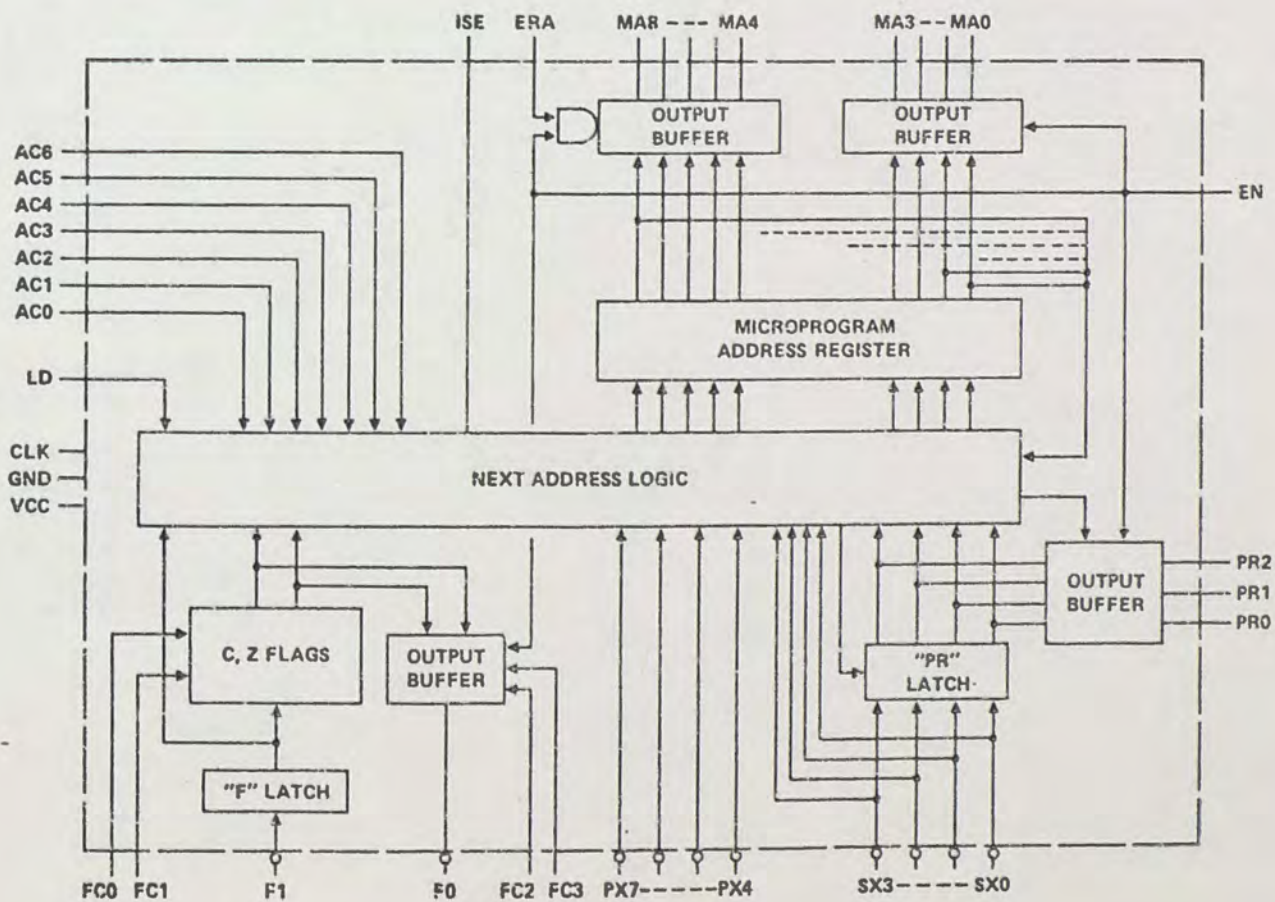 ISE ERA MA8 --- MA4 MA3 -- MA0
OUTPUT
BUFFER
OUTPUT
BUFFER
AC6
AC5
AC4
AC3
AC2
AC1
AC0
EN
MICROPROGRAM
ADDRESS REGISTER
LD
CLK
GND
VCC
NEXT ADDRESS LOGIC
C, Z FLAGS
OUTPUT
BUFFER
"PR"
LATCH
OUTPUT
BUFFER
PR2
PR1
PR0
"F" LATCH
FC0 FC1 F1 F0 FC2 FC3 PX7-----PX4 SX3----SX0